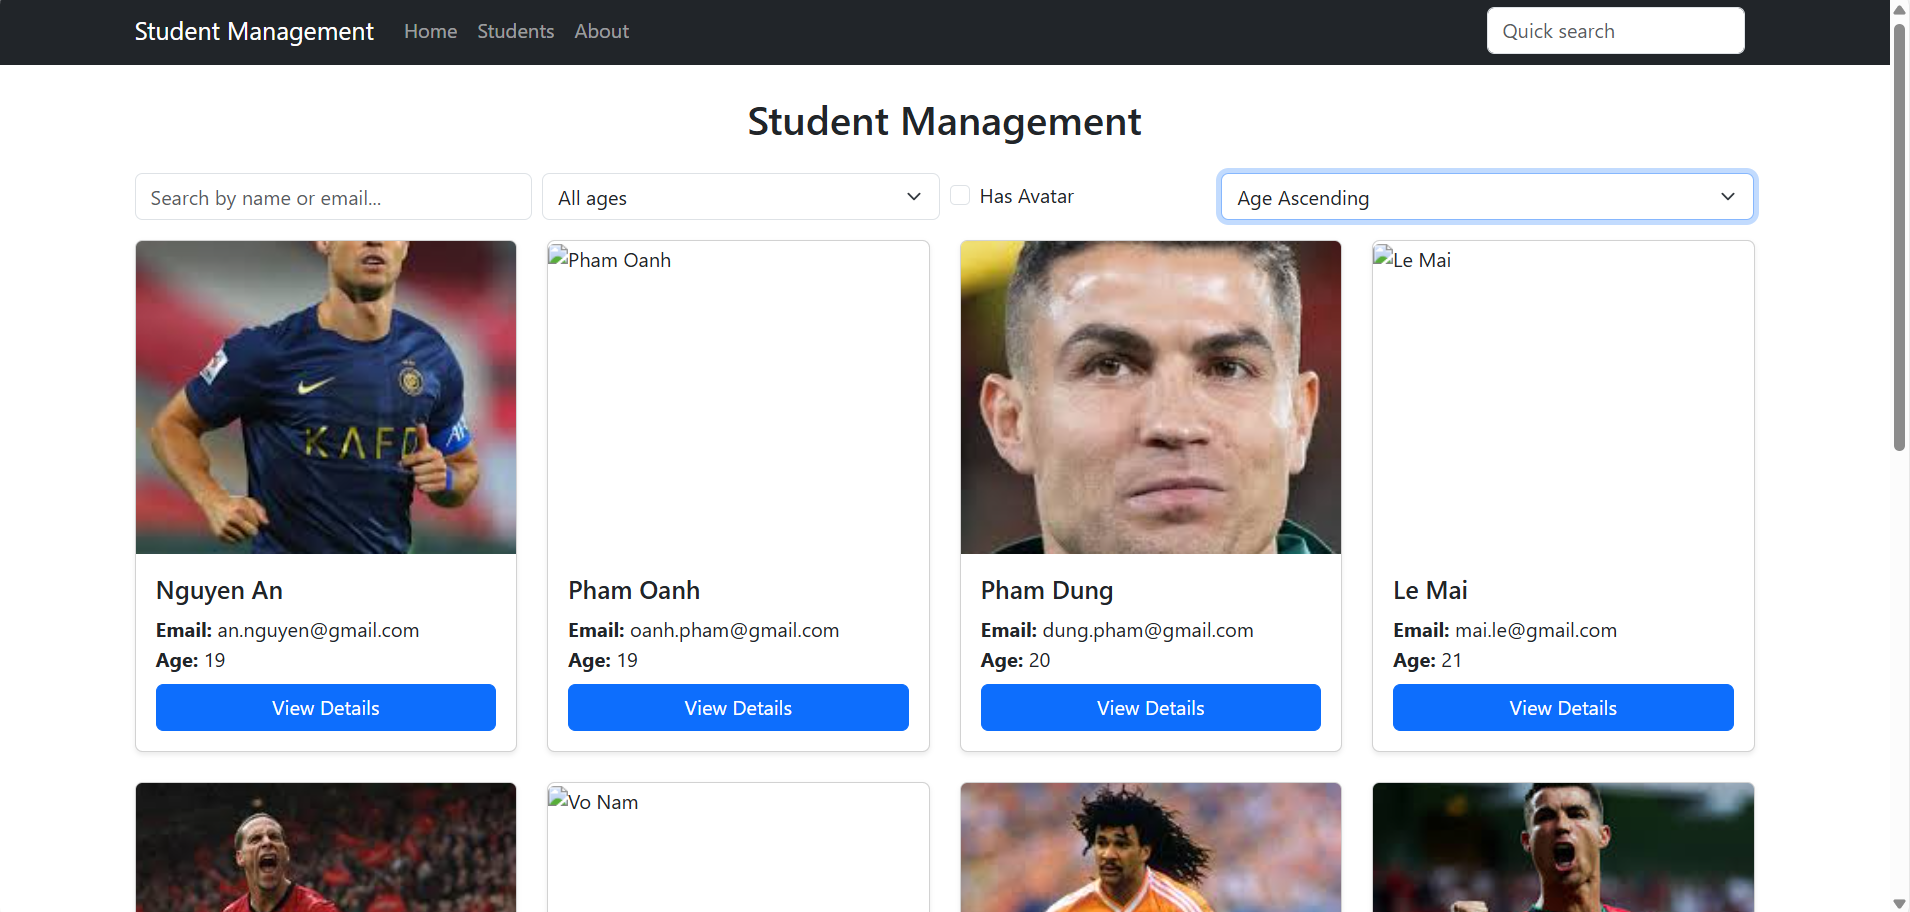 Student Management Home Students About Quick search
Student Management
Search by name or email... All ages Has Avatar Age Ascending
Pham Oanh
Le Mai
KAFD
Nguyen An
Email: an.nguyen@gmail.com
Age: 19
View Details
Pham Oanh
Email: oanh.pham@gmail.com
Age: 19
View Details
Pham Dung
Email: dung.pham@gmail.com
Age: 20
View Details
Le Mai
Email: mai.le@gmail.com
Age: 21
View Details
Vo Nam